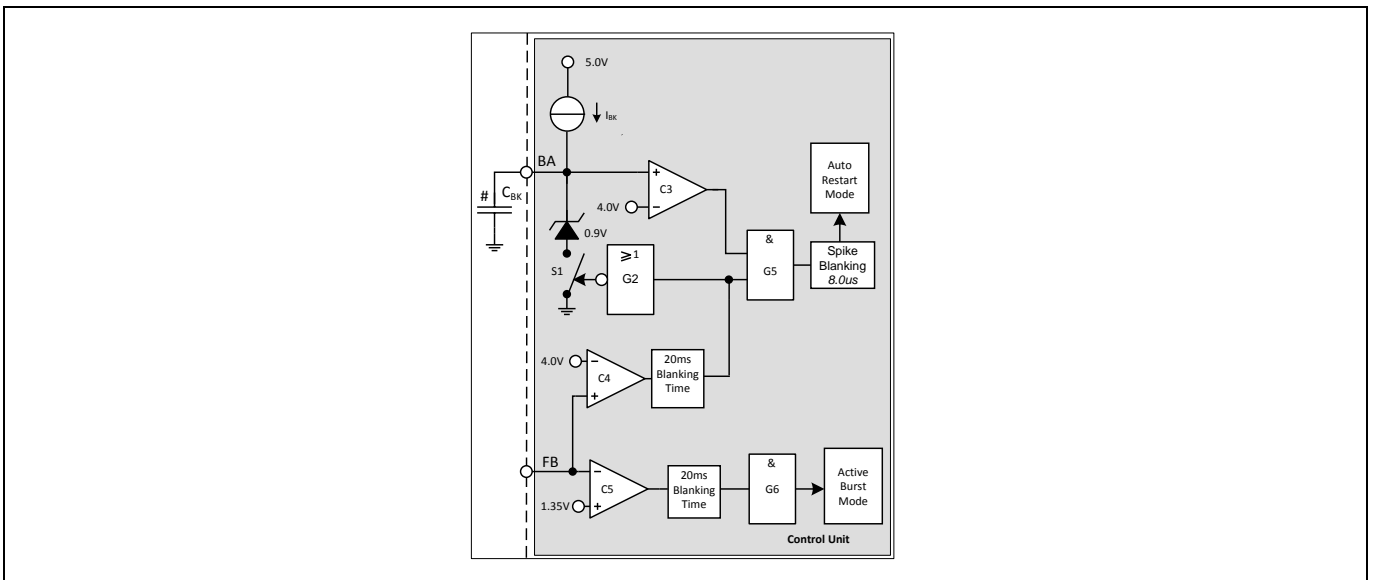 5.0V
I_BK
BA
# C_BK
+
C3
4.0V
−
0.9V
S1
≥1
G2
&
G5
Auto
Restart
Mode
Spike
Blanking
8.0us
4.0V
−
C4
+
20ms
Blanking
Time
FB
−
C5
1.35V
+
20ms
Blanking
Time
&
G6
Active
Burst
Mode
Control Unit